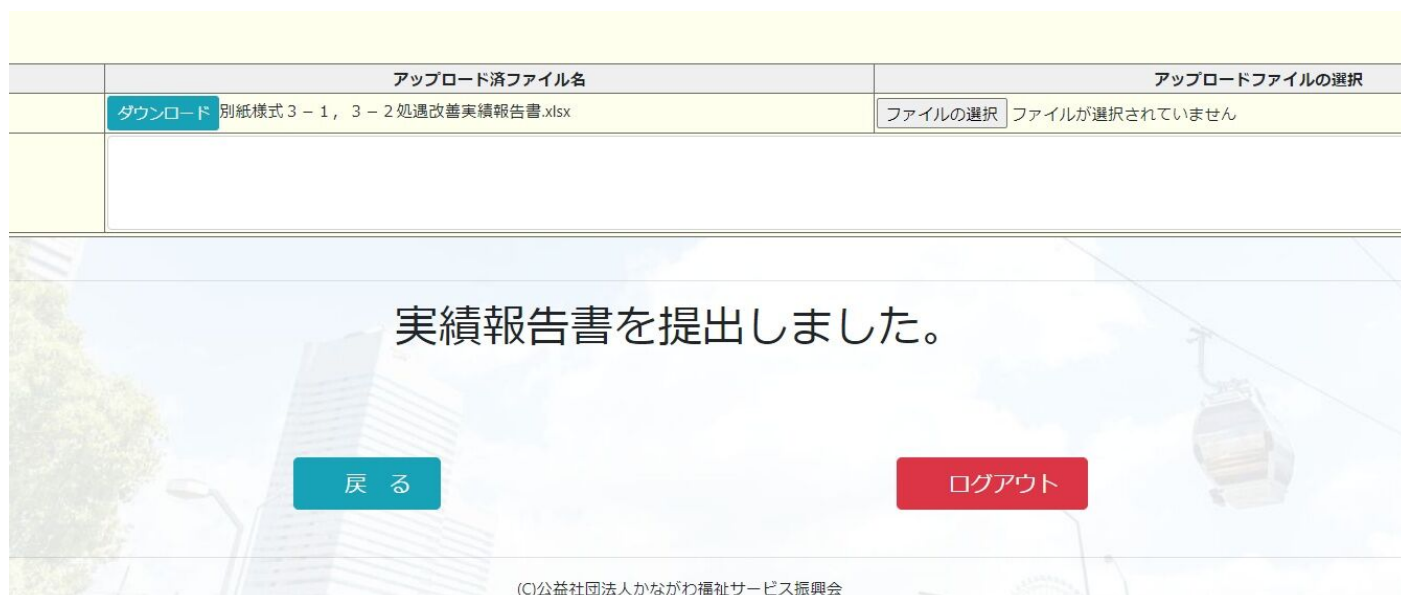 アップロード済ファイル名 アップロードファイルの選択
ダウンロード 別紙様式３－１，３－２処遇改善実績報告書.xlsx ファイルの選択 ファイルが選択されていません
実績報告書を提出しました。
戻 る ログアウト
(C)公益社団法人かながわ福祉サービス振興会